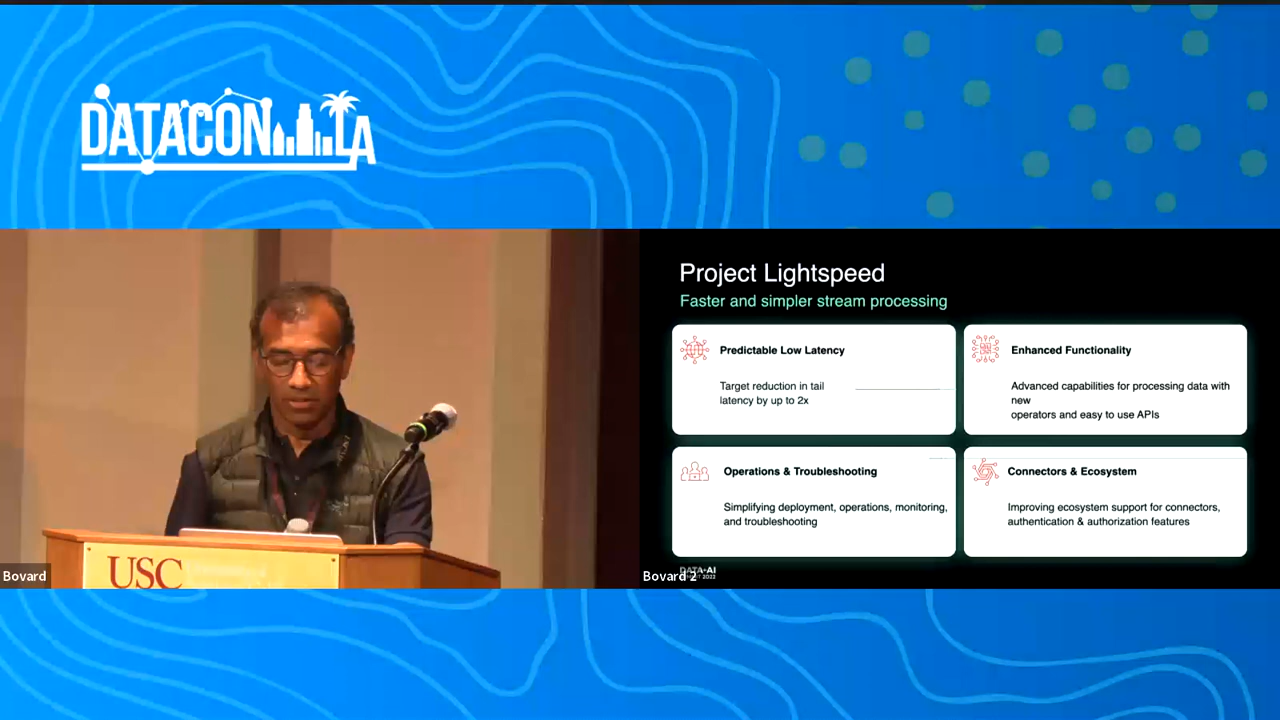 DATACON LA
Project Lightspeed
Faster and simpler stream processing
Predictable Low Latency
Target reduction in tail
latency by up to 2x
Enhanced Functionality
Advanced capabilities for processing data with
new
operators and easy to use APIs
Operations & Troubleshooting
Simplifying deployment, operations, monitoring,
and troubleshooting
Connectors & Ecosystem
Improving ecosystem support for connectors,
authentication & authorization features
USC
Bovard
Bovard 2
DATA+AI
2022